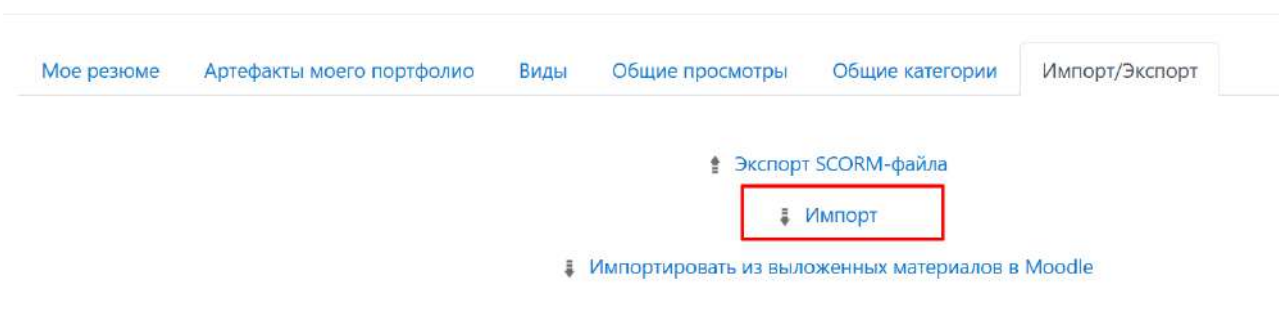 Мое резюме Артефакты моего портфолио Виды Общие просмотры Общие категории Импорт/Экспорт
Экспорт SCORM-файла
Импорт
Импортировать из выложенных материалов в Moodle